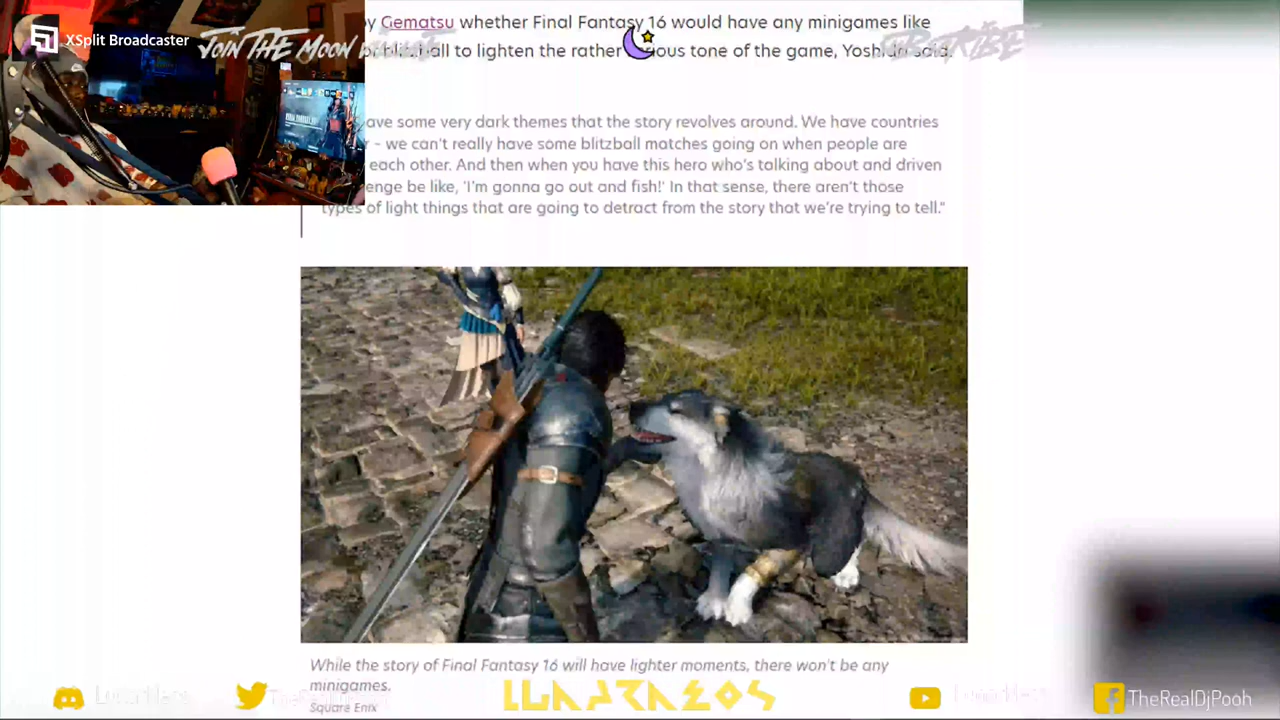 XSplit Broadcaster
JOIN THE MOON
by Gematsu whether Final Fantasy 16 would have any minigames like
to lighten the rather of the game,
ave some very dark themes that the story revolves around. We have countries
- we can't really have some blitzball matches going on when people are
each other. And then when you have this hero who's talking about and driven
enge be like, 'I'm gonna go out and fish!' In that sense, there aren't those
types of light things that are going to detract from the story that we're trying to tell."
While the story of Final Fantasy 16 will have lighter moments, there won't be any
minigames.
Square Enix
TheRealDjPooh